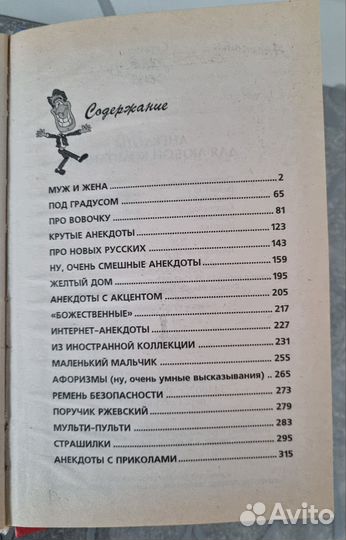 Содержание
МУЖ И ЖЕНА 2
ПОД ГРАДУСОМ 65
ПРО ВОВОЧКУ 81
КРУТЫЕ АНЕКДОТЫ 123
ПРО НОВЫХ РУССКИХ 143
НУ, ОЧЕНЬ СМЕШНЫЕ АНЕКДОТЫ 159
ЖЕЛТЫЙ ДОМ 195
АНЕКДОТЫ С АКЦЕНТОМ 205
«БОЖЕСТВЕННЫЕ» 217
ИНТЕРНЕТ-АНЕКДОТЫ 227
ИЗ ИНОСТРАННОЙ КОЛЛЕКЦИИ 231
МАЛЕНЬКИЙ МАЛЬЧИК 255
АФОРИЗМЫ (ну, очень умные высказывания) 265
РЕМЕНЬ БЕЗОПАСНОСТИ 273
ПОРУЧИК РЖЕВСКИЙ 279
МУЛЬТИ-ПУЛЬТИ 283
СТРАШИЛКИ 295
АНЕКДОТЫ С ПРИКОЛАМИ 315
Avito